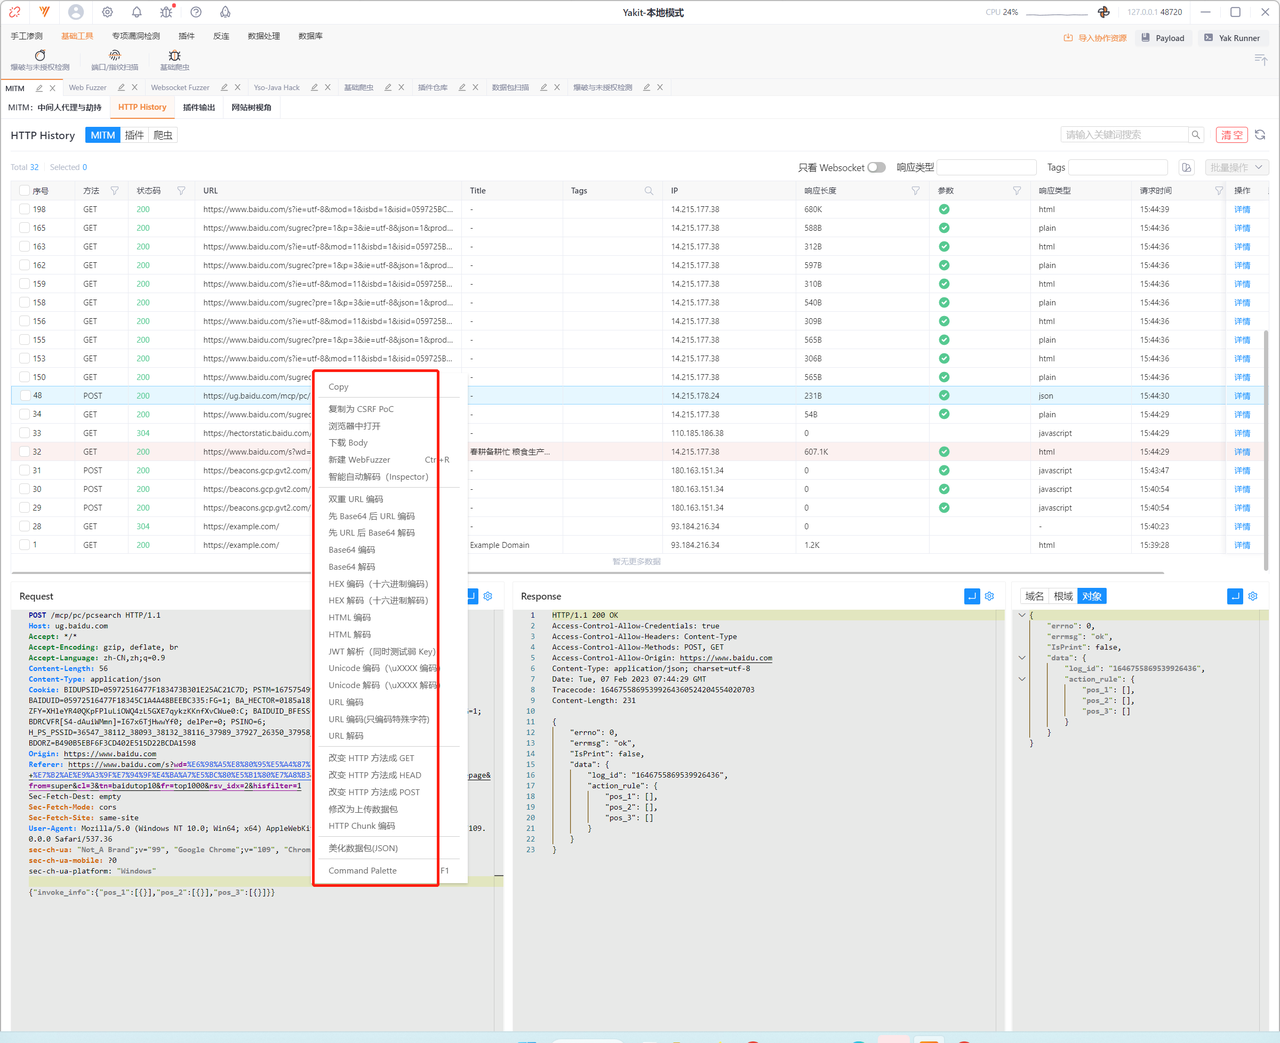 Yakit-本地模式
CPU 24%
127.0.0.1 48720
手工渗测 基础工具 专项漏洞检测 插件 反连 数据处理 数据库
导入协作资源 Payload Yak Runner
爆破与未授权检测 端口/指纹扫描 基础爬虫
MITM Web Fuzzer Websocket Fuzzer Yso-Java Hack 基础爬虫 插件仓库 数据包扫描 爆破与未授权检测
MITM：中间人代理与劫持 HTTP History 插件输出 网站树视角
HTTP History MITM 插件 爬虫 请输入关键词搜索 清 空
Total 32 Selected 0 只看 Websocket 响应类型 Tags 批量操作
序号 方法 状态码 URL Title Tags IP 响应长度 参数 响应类型 请求时间 操作
198 GET 200 https://www.baidu.com/s?ie=utf-8&mod=1&isbd=1&isid=059725BC... - 14.215.177.38 680K html 15:44:39 详情
165 GET 200 https://www.baidu.com/sugrec?pre=1&p=3&ie=utf-8&json=1&prod... - 14.215.177.38 588B plain 15:44:36 详情
163 GET 200 https://www.baidu.com/s?ie=utf-8&mod=11&isbd=1&isid=059725B... - 14.215.177.38 312B html 15:44:36 详情
162 GET 200 https://www.baidu.com/sugrec?pre=1&p=3&ie=utf-8&json=1&prod... - 14.215.177.38 597B plain 15:44:36 详情
159 GET 200 https://www.baidu.com/s?ie=utf-8&mod=11&isbd=1&isid=059725B... - 14.215.177.38 310B html 15:44:36 详情
158 GET 200 https://www.baidu.com/sugrec?pre=1&p=3&ie=utf-8&json=1&prod... - 14.215.177.38 540B plain 15:44:36 详情
156 GET 200 https://www.baidu.com/s?ie=utf-8&mod=11&isbd=1&isid=059725B... - 14.215.177.38 309B html 15:44:36 详情
155 GET 200 https://www.baidu.com/sugrec?pre=1&p=3&ie=utf-8&json=1&prod... - 14.215.177.38 565B plain 15:44:36 详情
153 GET 200 https://www.baidu.com/s?ie=utf-8&mod=11&isbd=1&isid=059725B... - 14.215.177.38 306B html 15:44:36 详情
150 GET 200 https://www.baidu.com/sugrec - 14.215.177.38 565B plain 15:44:36 详情
48 POST 200 https://ug.baidu.com/mcp/pc/ - 14.215.178.24 231B json 15:44:30 详情
34 GET 200 https://www.baidu.com/sugrec - 14.215.177.38 54B plain 15:44:29 详情
33 GET 304 https://hectorstatic.baidu.com/ - 110.185.186.38 0 javascript 15:44:29 详情
32 GET 200 https://www.baidu.com/s?wd= 春耕备耕忙 粮食生产... 14.215.177.38 607.1K html 15:44:29 详情
31 POST 200 https://beacons.gcp.gvt2.com/ - 180.163.151.34 0 javascript 15:43:47 详情
30 POST 200 https://beacons.gcp.gvt2.com/ - 180.163.151.34 0 javascript 15:40:54 详情
29 POST 200 https://beacons.gcp.gvt2.com/ - 180.163.151.34 0 javascript 15:40:54 详情
28 GET 304 https://example.com/ - 93.184.216.34 0 - 15:40:23 详情
1 GET 200 https://example.com/ Example Domain 93.184.216.34 1.2K html 15:39:28 详情
暂无更多数据
Copy
复制为 CSRF PoC
浏览器中打开
下载 Body
新建 WebFuzzer Ctrl+R
智能自动解码（Inspector）
双重 URL 编码
先 Base64 后 URL 编码
先 URL 后 Base64 解码
Base64 编码
Base64 解码
HEX 编码（十六进制编码）
HEX 解码（十六进制解码）
HTML 编码
HTML 解码
JWT 解析（同时测试弱 Key）
Unicode 编码（\uXXXX 编码）
Unicode 解码（\uXXXX 解码）
URL 编码
URL 编码(只编码特殊字符)
URL 解码
改变 HTTP 方法成 GET
改变 HTTP 方法成 HEAD
改变 HTTP 方法成 POST
修改为上传数据包
HTTP Chunk 编码
美化数据包(JSON)
Command Palette F1
Request
POST /mcp/pc/pcsearch HTTP/1.1
Host: ug.baidu.com
Accept: */*
Accept-Encoding: gzip, deflate, br
Accept-Language: zh-CN,zh;q=0.9
Content-Length: 56
Content-Type: application/json
Cookie: BIDUPSID=05972516477F183473B301E25AC21C7D; PSTM=16757549
BAIDUID=05972516477F18345C1A4A48BEEBC335:FG=1; BA_HECTOR=0185al8
ZFY=XHleYR40QKpFPluLiOWQ4zL5GXE7qykzKKnfXvCWue0:C; BAIDUID_BFESS =1;
BDRCVFR[S4-dAuiWMmn]=I67x6TjHwwYf0; delPer=0; PSINO=6;
H_PS_PSSID=36547_38112_38093_38132_38116_37989_37927_26350_37958
BDORZ=B490B5EBF6F3CD402E515D22BCDA1598
Origin: https://www.baidu.com
Referer: https://www.baidu.com/s?wd=%E6%98%A5%E8%80%95%E5%A4%87%
+%E7%B2%AE%E9%A3%9F%E7%94%9F%E4%BA%A7%E5%BC%80%E5%B1%80%E7%A8%B3 page&
from=super&cl=3&tn=baidutop10&fr=top1000&rsv_idx=2&hisfilter=1
Sec-Fetch-Dest: empty
Sec-Fetch-Mode: cors
Sec-Fetch-Site: same-site
User-Agent: Mozilla/5.0 (Windows NT 10.0; Win64; x64) AppleWebKi 109.
0.0.0 Safari/537.36
sec-ch-ua: "Not_A Brand";v="99", "Google Chrome";v="109", "Chrom
sec-ch-ua-mobile: ?0
sec-ch-ua-platform: "Windows"
{"invoke_info":{"pos_1":[{}],"pos_2":[{}],"pos_3":[{}]}}
Response
1 HTTP/1.1 200 OK
2 Access-Control-Allow-Credentials: true
3 Access-Control-Allow-Headers: Content-Type
4 Access-Control-Allow-Methods: POST, GET
5 Access-Control-Allow-Origin: https://www.baidu.com
6 Content-Type: application/json; charset=utf-8
7 Date: Tue, 07 Feb 2023 07:44:29 GMT
8 Tracecode: 16467558695399264360524204554020703
9 Content-Length: 231
10
11 {
12 "errno": 0,
13 "errmsg": "ok",
14 "IsPrint": false,
15 "data": {
16 "log_id": "1646755869539926436",
17 "action_rule": {
18 "pos_1": [],
19 "pos_2": [],
20 "pos_3": []
21 }
22 }
23 }
域名 根域 对象
{
"errno": 0,
"errmsg": "ok",
"IsPrint": false,
"data": {
"log_id": "1646755869539926436",
"action_rule": {
"pos_1": [],
"pos_2": [],
"pos_3": []
}
}
}